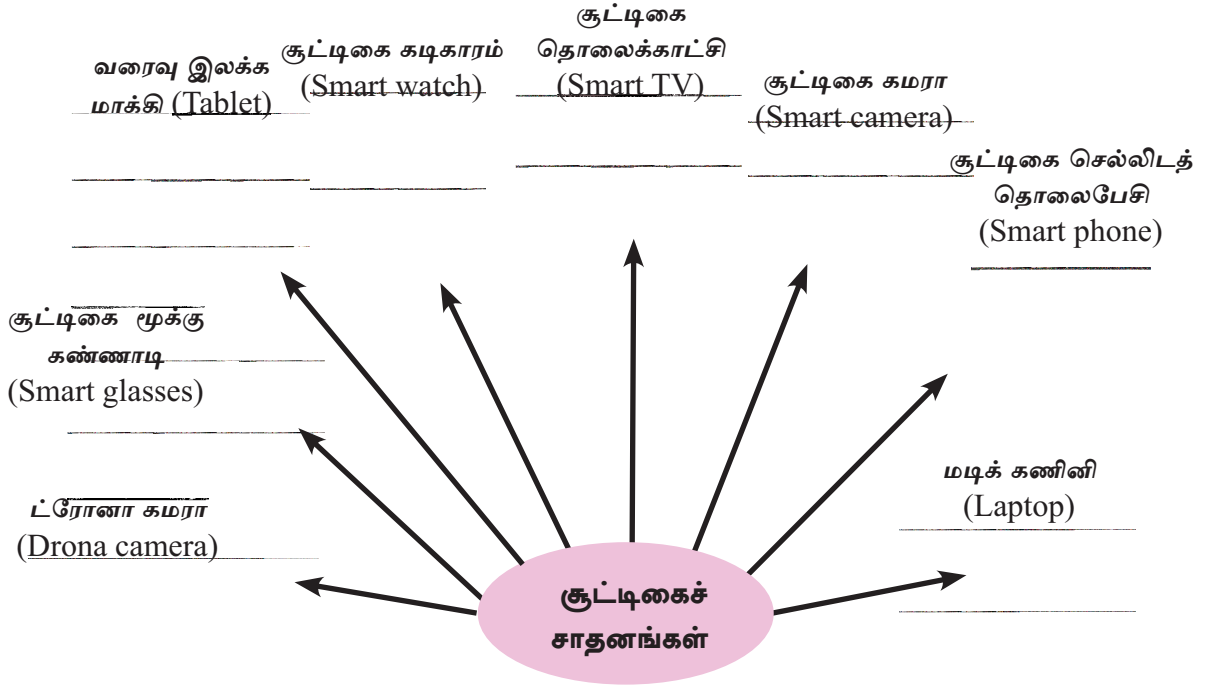 வரைவு இலக்க
மாக்கி (Tablet)
சூட்டிகை கடிகாரம்
(Smart watch)
சூட்டிகை
தொலைக்காட்சி
(Smart TV)
சூட்டிகை கமரா
(Smart camera)
சூட்டிகை செல்லிடத்
தொலைபேசி
(Smart phone)
சூட்டிகை மூக்கு
கண்ணாடி
(Smart glasses)
மடிக் கணினி
(Laptop)
ட்ரோனா கமரா
(Drona camera)
சூட்டிகைச்
சாதனங்கள்